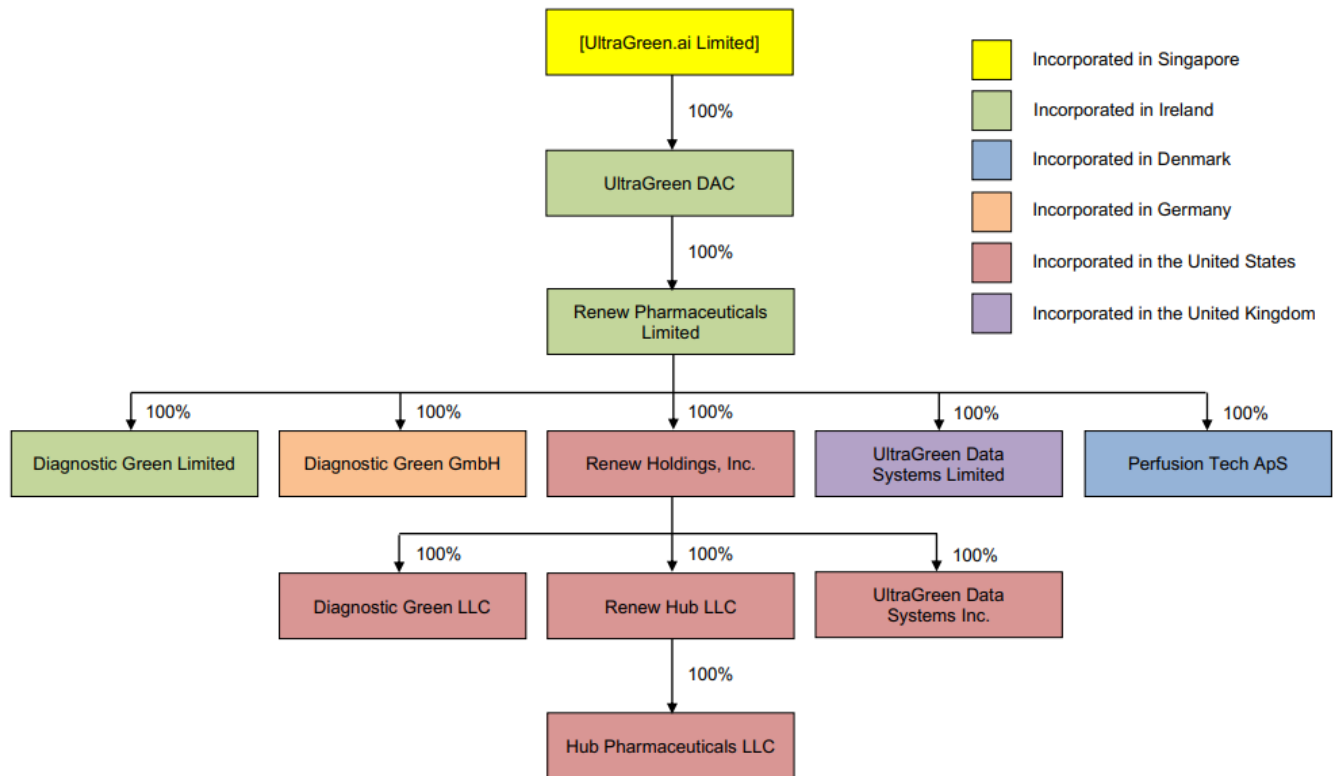 [UltraGreen.ai Limited]
Incorporated in Singapore
100%
Incorporated in Ireland
Incorporated in Denmark
UltraGreen DAC
Incorporated in Germany
100%
Incorporated in the United States
Renew Pharmaceuticals
Limited
Incorporated in the United Kingdom
100%
100%
100%
100%
100%
Diagnostic Green Limited
Diagnostic Green GmbH
Renew Holdings, Inc.
UltraGreen Data
Systems Limited
Perfusion Tech ApS
100%
100%
100%
Diagnostic Green LLC
Renew Hub LLC
UltraGreen Data
Systems Inc.
100%
Hub Pharmaceuticals LLC